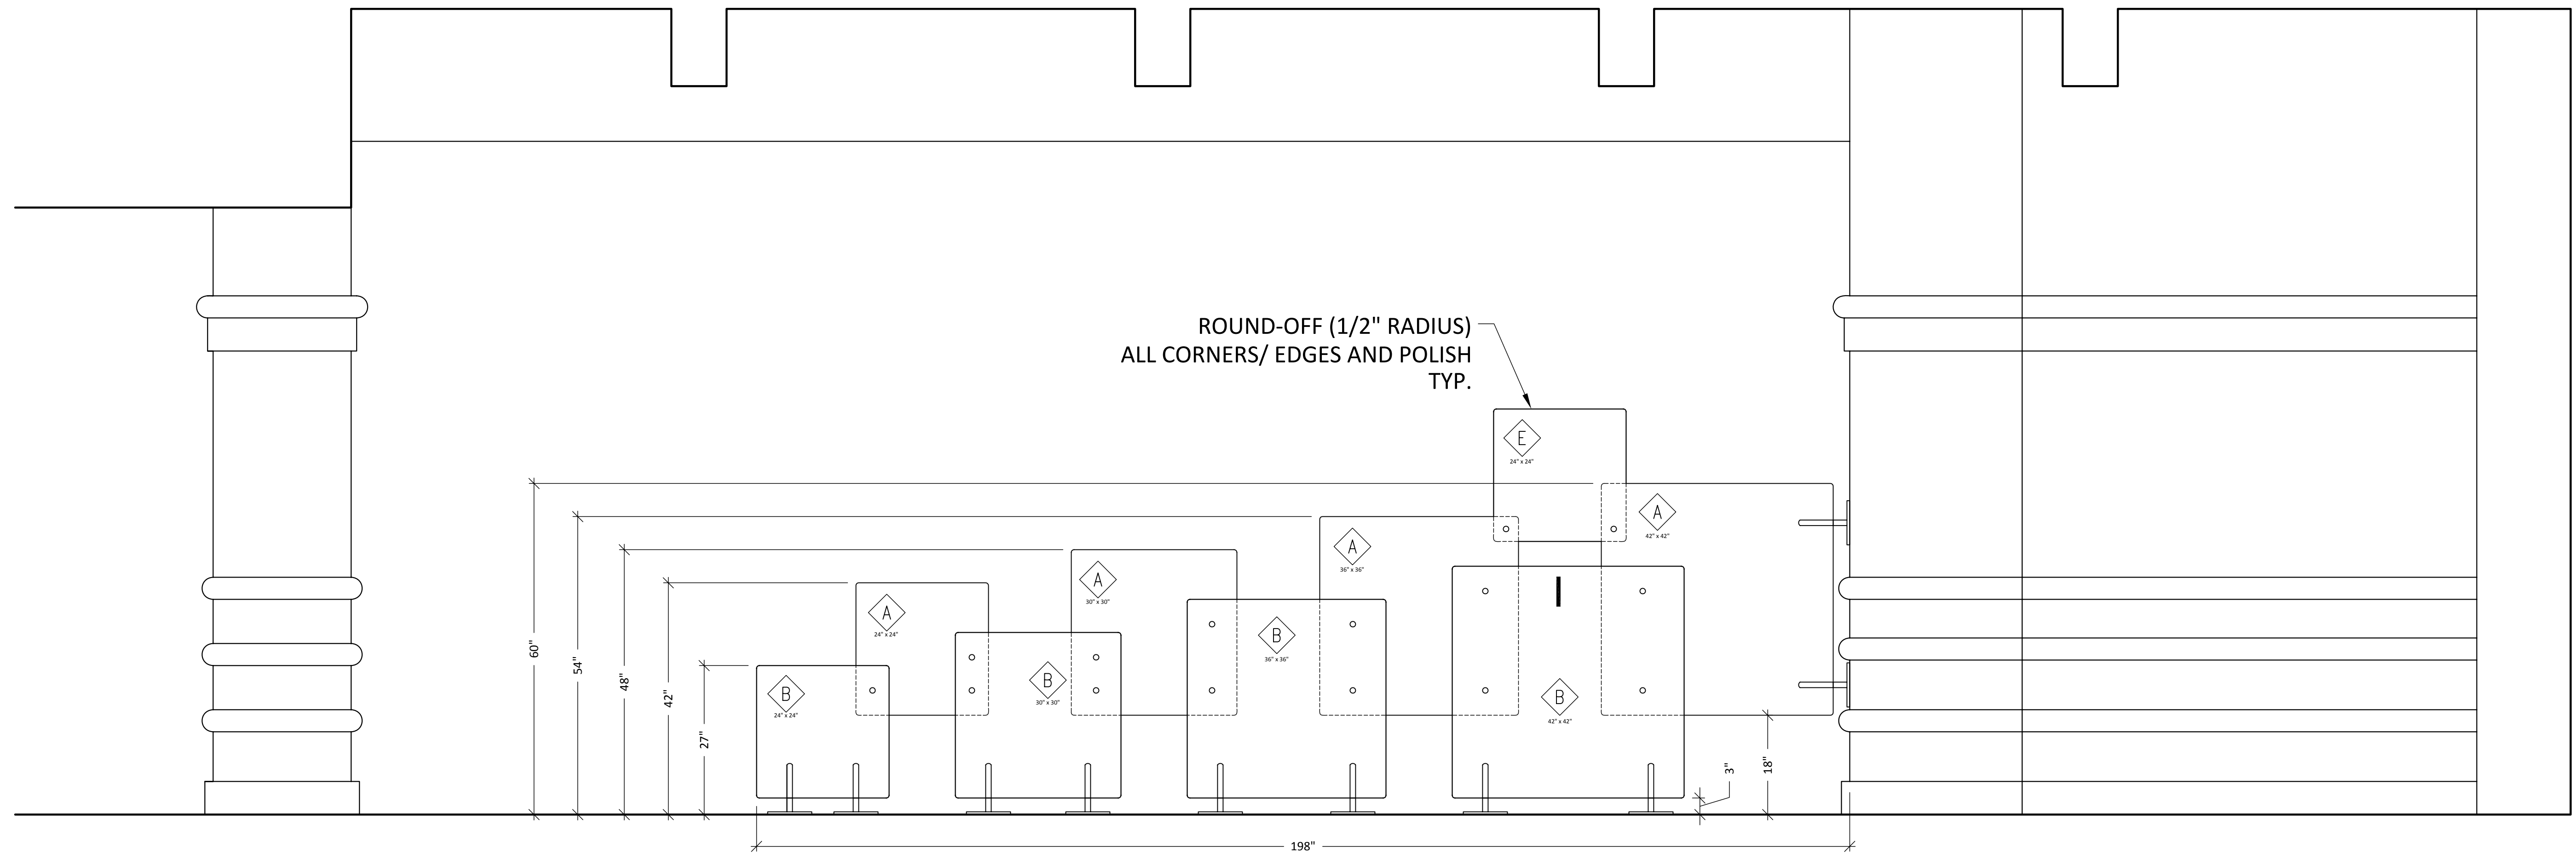 ROUND-OFF (1/2" RADIUS)
ALL CORNERS/ EDGES AND POLISH
TYP.
E
24" x 24"
A
42" x 42"
A
36" x 36"
A
30" x 30"
A
24" x 24"
B
24" x 24"
B
30" x 30"
B
36" x 36"
B
42" x 42"
60"
54"
48"
42"
27"
3"
18"
198"